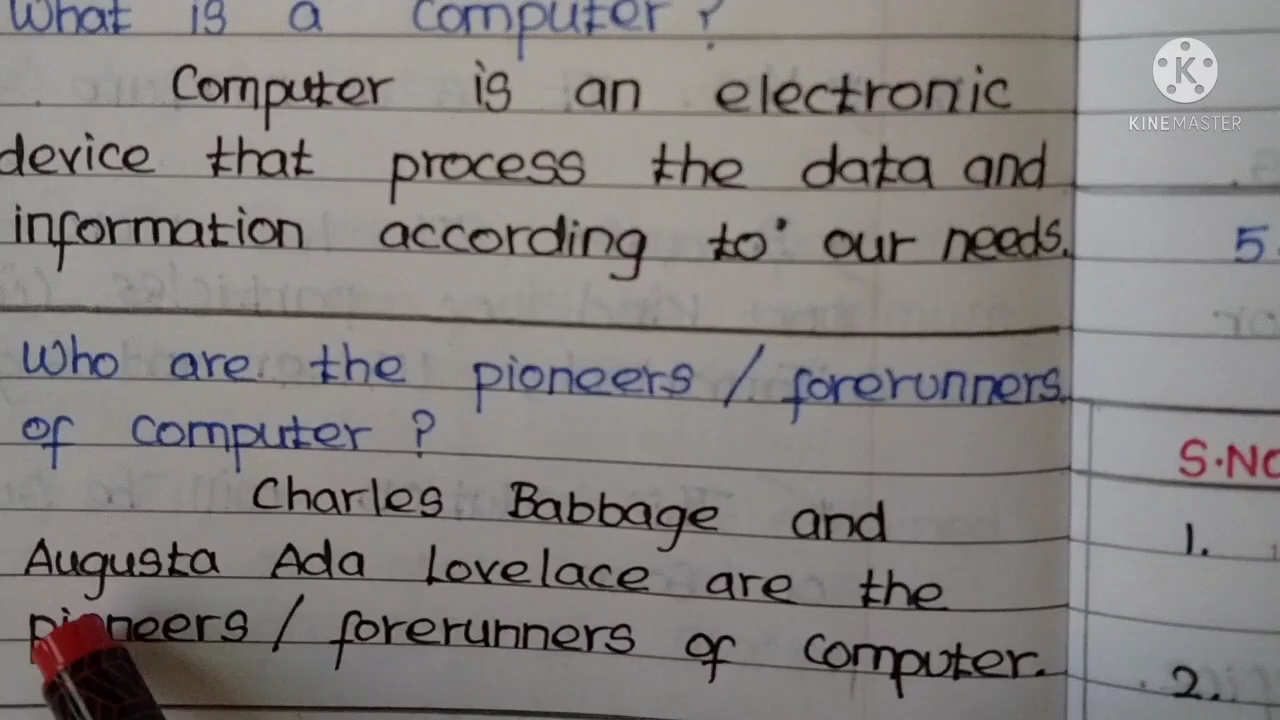 What is a computer?
Computer is an electronic
device that process the data and
information according to our needs.
Who are the pioneers / forerunners
of computer?
Charles Babbage and
Augusta Ada Lovelace are the
pioneers / forerunners of computer.
K
KINEMASTER
5.
or
S.NO
1.
2.